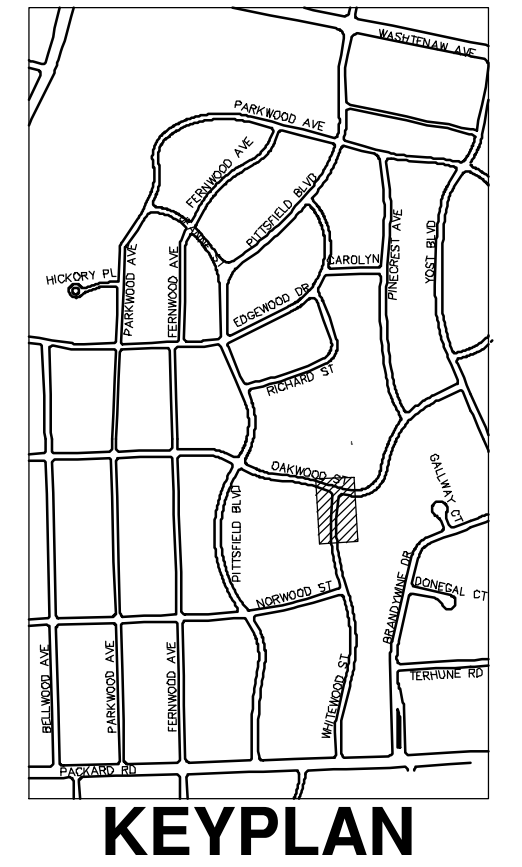 WASHTENAW AVE
PARKWOOD AVE
FERNWOOD AVE
PITTSFIELD BLVD
PINECREST AVE
YOST BLVD
CAROLYN
HICKORY PL
PARKWOOD AVE
FERNWOOD AVE
EDGEWOOD DR
RICHARD ST
OAKWOOD ST
GALLWAY CT
PITTSFIELD BLVD
BRANDYWINE DR
DONEGAL CT
NORWOOD ST
BELLWOOD AVE
PARKWOOD AVE
FERNWOOD AVE
WHITEWOOD ST
TERHUNE RD
PACKARD RD
KEYPLAN